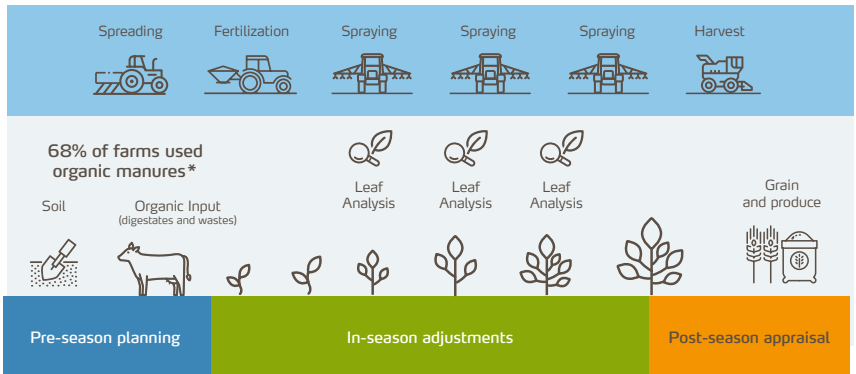 Spreading
Fertilization
Spraying
Spraying
Spraying
Harvest
68% of farms used
organic manures*
Leaf
Analysis
Leaf
Analysis
Leaf
Analysis
Soil
Organic Input
(digestates and wastes)
Grain
and produce
Pre-season planning
In-season adjustments
Post-season appraisal